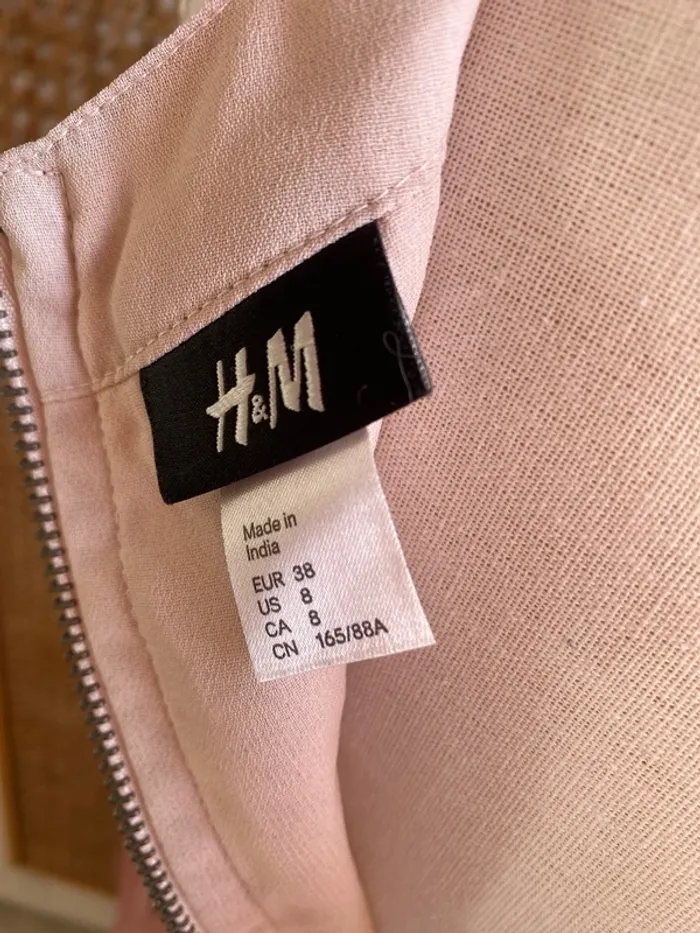 H&M
Made in
India
EUR 38
US 8
CA 8
CN 165/88A